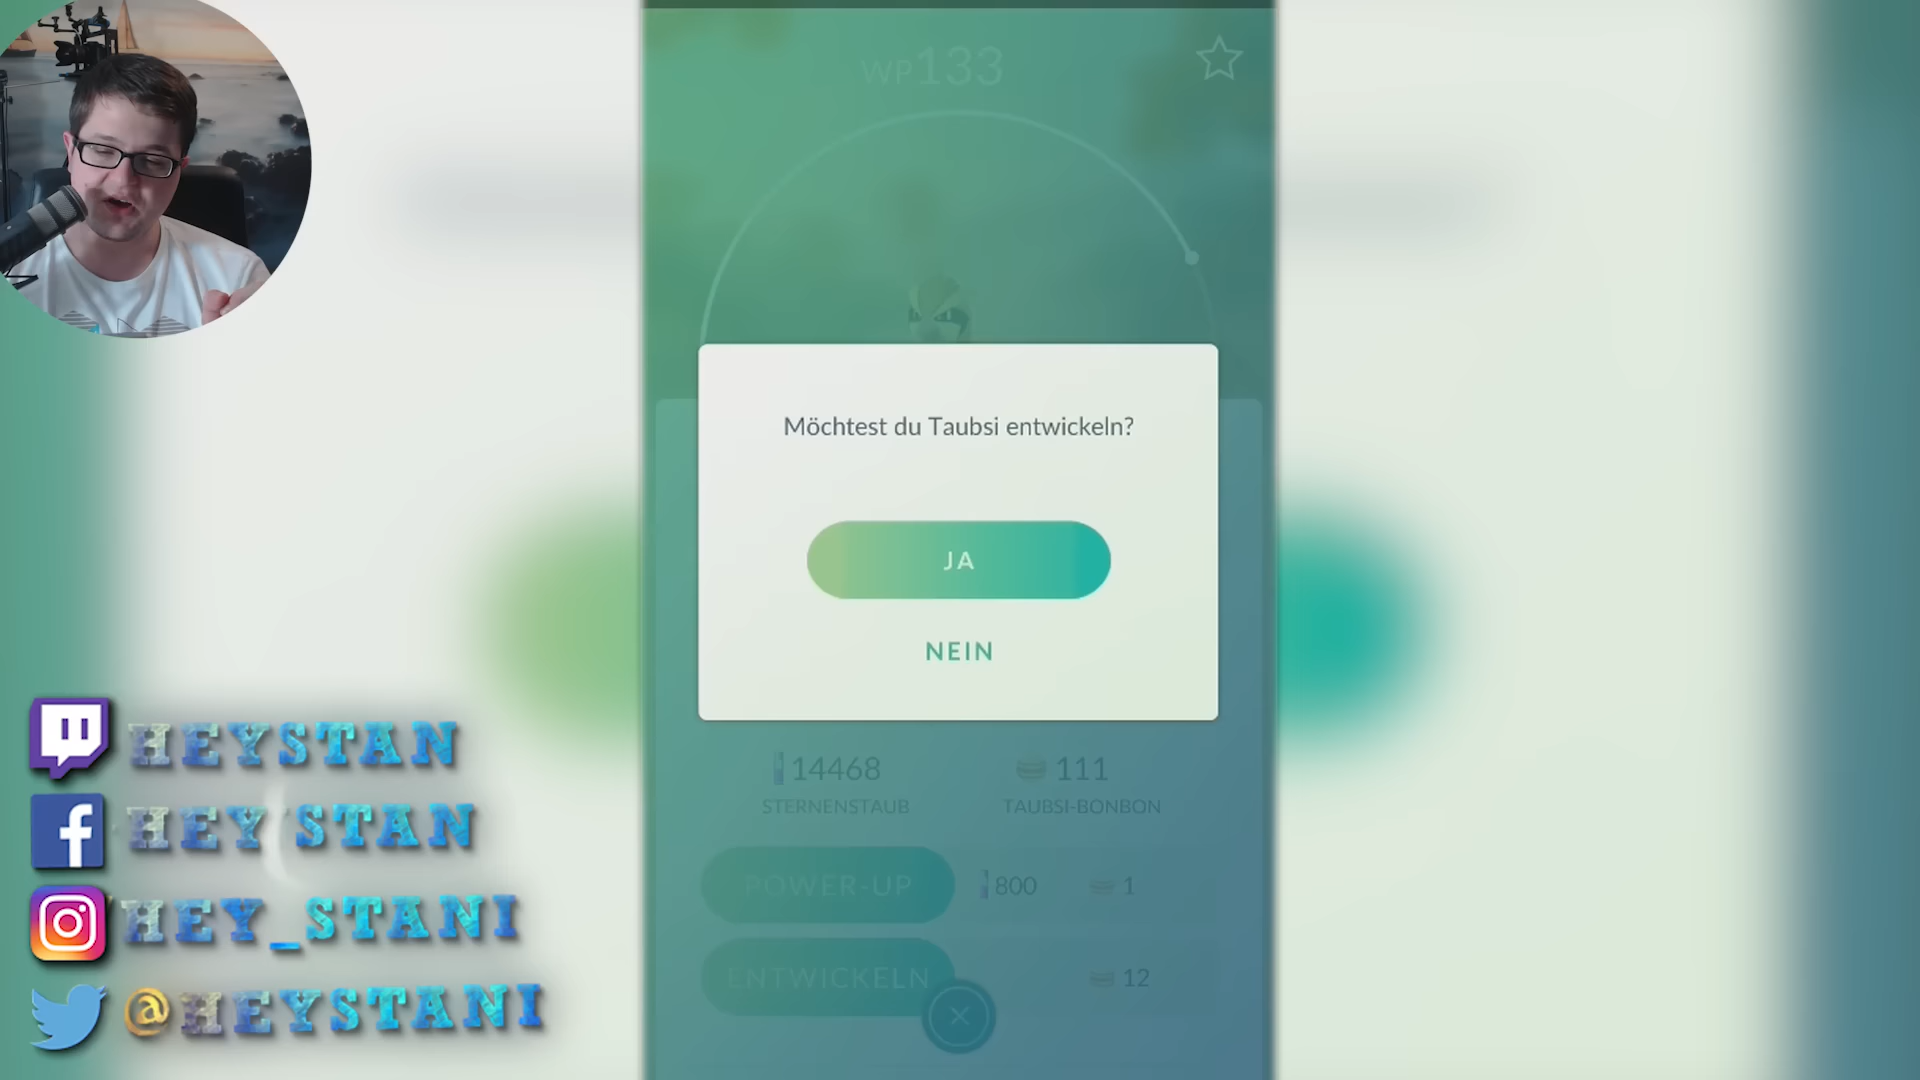 WP133
Möchtest du Taubsi entwickeln?
JA
NEIN
14468
STERNENSTAUB
111
TAUBSI-BONBON
POWER-UP
800
1
ENTWICKELN
12
HEYSTAN
HEY STAN
HEY_STANI
@HEYSTANI